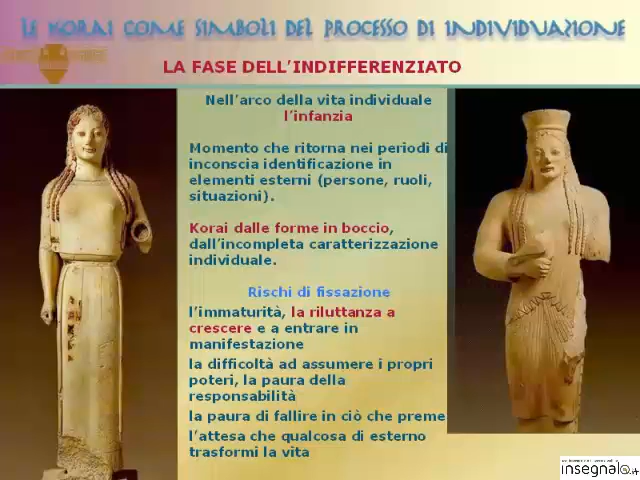 LE KORAI COME SIMBOLI DEL PROCESSO DI INDIVIDUAZIONE
LA FASE DELL'INDIFFERENZIATO
Nell'arco della vita individuale
l'infanzia
Momento che ritorna nei periodi di
inconscia identificazione in
elementi esterni (persone, ruoli,
situazioni).
Korai dalle forme in boccio,
dall'incompleta caratterizzazione
individuale.
Rischi di fissazione
l'immaturità, la riluttanza a
crescere e a entrare in
manifestazione
la difficoltà ad assumere i propri
poteri, la paura della
responsabilità
la paura di fallire in ciò che preme
l'attesa che qualcosa di esterno
trasformi la vita
insegnalo.it